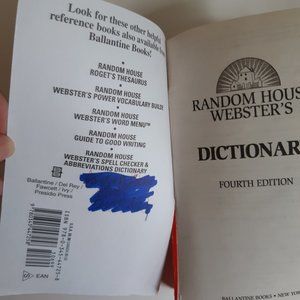 Look for these other helpful
reference books also available from
Ballantine Books!
RANDOM HOUSE
ROGET'S THESAURUS
•
RANDOM HOUSE
WEBSTER'S POWER VOCABULARY BUILDER
•
RANDOM HOUSE
WEBSTER'S WORD MENU™
•
RANDOM HOUSE
GUIDE TO GOOD WRITING
•
RANDOM HOUSE
WEBSTER'S SPELL CHECKER &
ABBREVIATIONS DICTIONARY
Ballantine / Del Rey /
Fawcett / Ivy /
Presidio Press
EAN
RANDOM HOUSE
WEBSTER'S
DICTIONARY
FOURTH EDITION
BALLANTINE BOOKS • NEW YORK